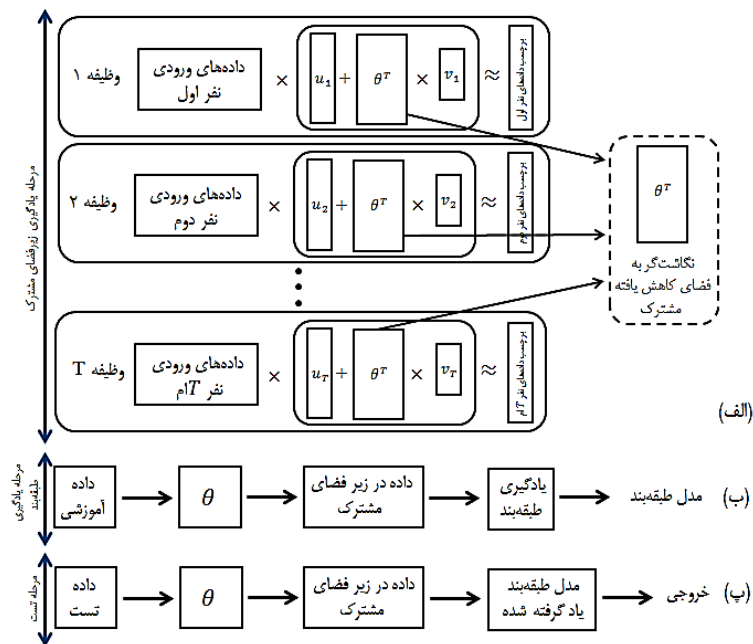 مرحله یادگیری زیرفضای مشترک
وظیفه ۱
داده‌های ورودی
نفر اول
×
u₁
+
θᵀ
×
v₁
≈
برچسب داده‌های نفر اول
وظیفه ۲
داده‌های ورودی
نفر دوم
×
u₂
+
θᵀ
×
v₂
≈
برچسب داده‌های نفر دوم
وظیفه T
داده‌های ورودی
نفر Tام
×
u_T
+
θᵀ
×
v_T
≈
برچسب داده‌های نفر Tام
θᵀ
نگاشت‌گر به
فضای کاهش یافته
مشترک
(الف)
مرحله یادگیری
طبقه‌بند
داده
آموزشی
θ
داده در زیر فضای
مشترک
یادگیری
طبقه‌بند
مدل طبقه‌بند
(ب)
مرحله تست
داده
تست
θ
داده در زیر فضای
مشترک
مدل طبقه‌بند
یاد گرفته شده
خروجی
(پ)